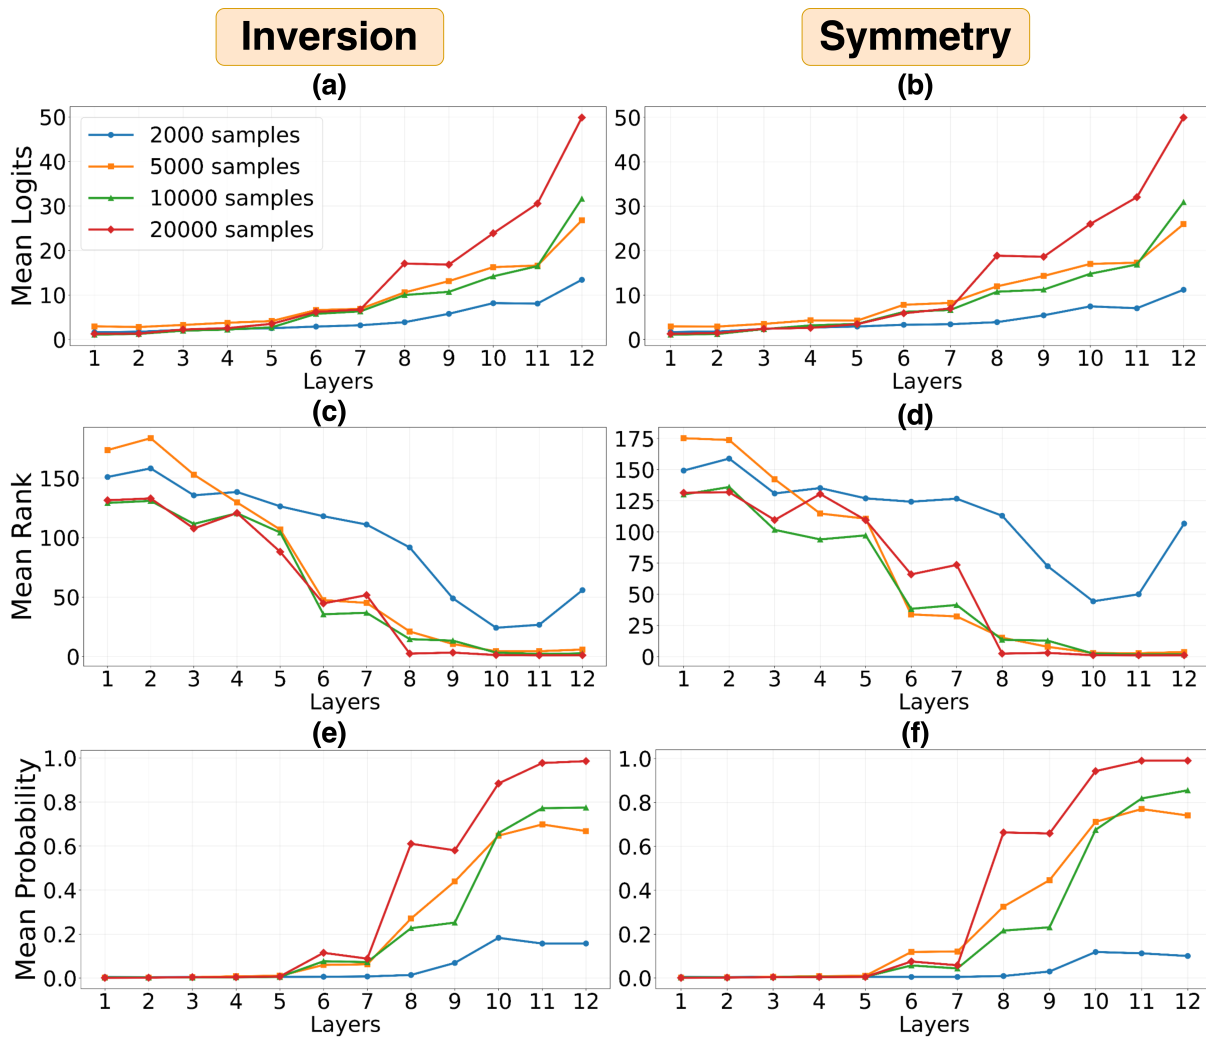 Inversion
Symmetry
(a)
(b)
Mean Logits
50
40
30
20
10
0
2000 samples
5000 samples
10000 samples
20000 samples
1 2 3 4 5 6 7 8 9 10 11 12
Layers
50
40
30
20
10
0
1 2 3 4 5 6 7 8 9 10 11 12
Layers
(c)
(d)
Mean Rank
150
100
50
0
1 2 3 4 5 6 7 8 9 10 11 12
Layers
175
150
125
100
75
50
25
0
1 2 3 4 5 6 7 8 9 10 11 12
Layers
(e)
(f)
Mean Probability
1.0
0.8
0.6
0.4
0.2
0.0
1 2 3 4 5 6 7 8 9 10 11 12
Layers
1.0
0.8
0.6
0.4
0.2
0.0
1 2 3 4 5 6 7 8 9 10 11 12
Layers